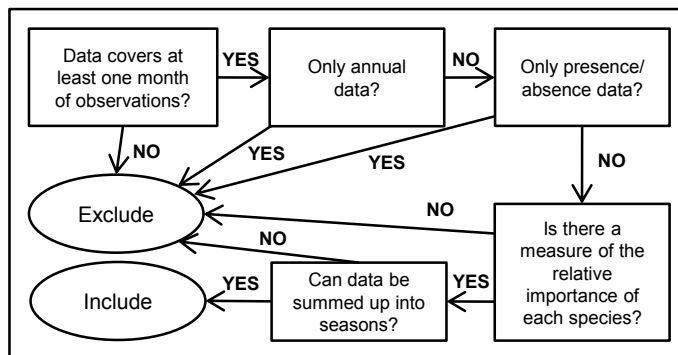 Data covers at
least one month
of observations?
YES
Only annual
data?
NO
Only presence/
absence data?
NO
YES
YES
NO
Exclude
NO
Is there a
measure of the
relative
importance of
each species?
NO
Can data be
summed up into
seasons?
YES
YES
Include